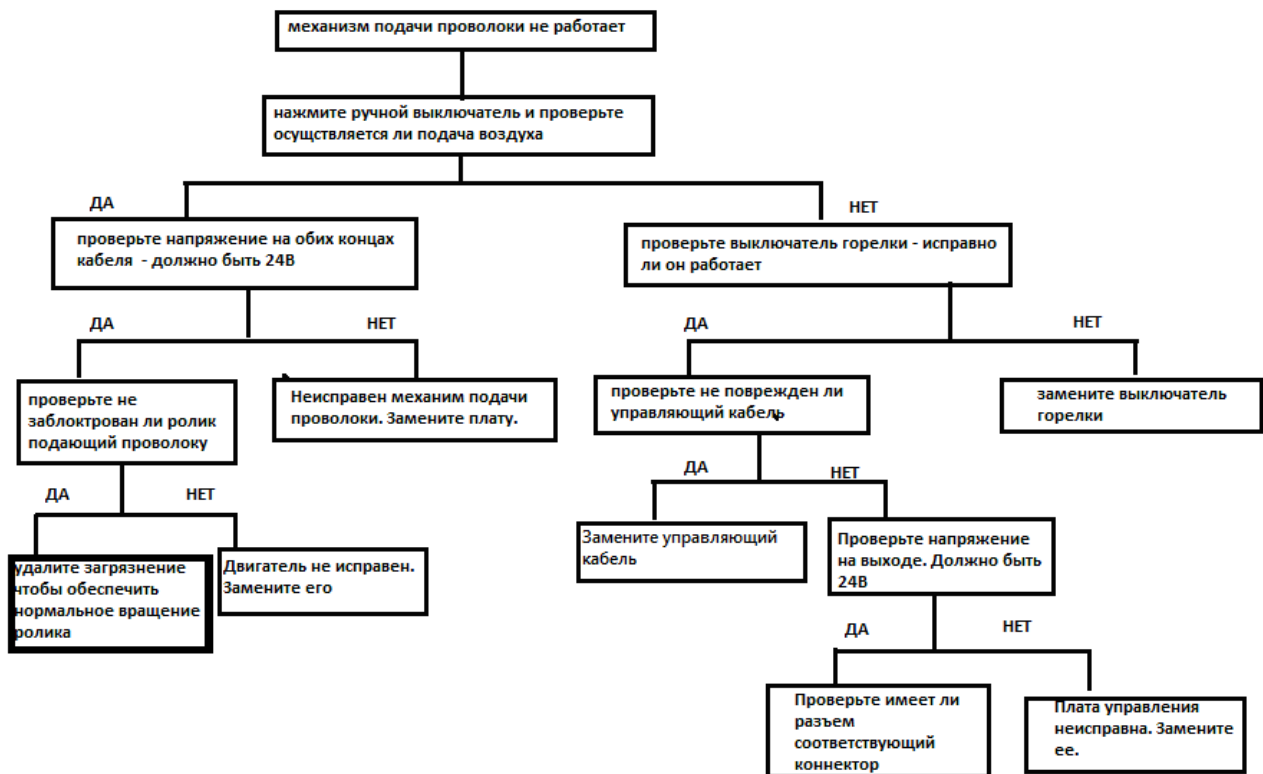 механизм подачи проволоки не работает
нажмите ручной выключатель и проверьте
осущствляется ли подача воздуха
ДА
НЕТ
проверьте напряжение на обих концах
кабеля - должно быть 24В
проверьте выключатель горелки - исправно
ли он работает
ДА
НЕТ
ДА
НЕТ
проверьте не
заблоктрован ли ролик
подающий проволоку
Неисправен механим подачи
проволоки. Замените плату.
проверьте не поврежден ли
управляющий кабель
замените выключатель
горелки
ДА
НЕТ
ДА
НЕТ
удалите загрязнение
чтобы обеспечить
нормальное вращение
ролика
Двигатель не исправен.
Замените его
Замените управляющий
кабель
Проверьте напряжение
на выходе. Должно быть
24В
ДА
НЕТ
Проверьте имеет ли
разъем
соответствующий
коннектор
Плата управления
неисправна. Замените
ее.